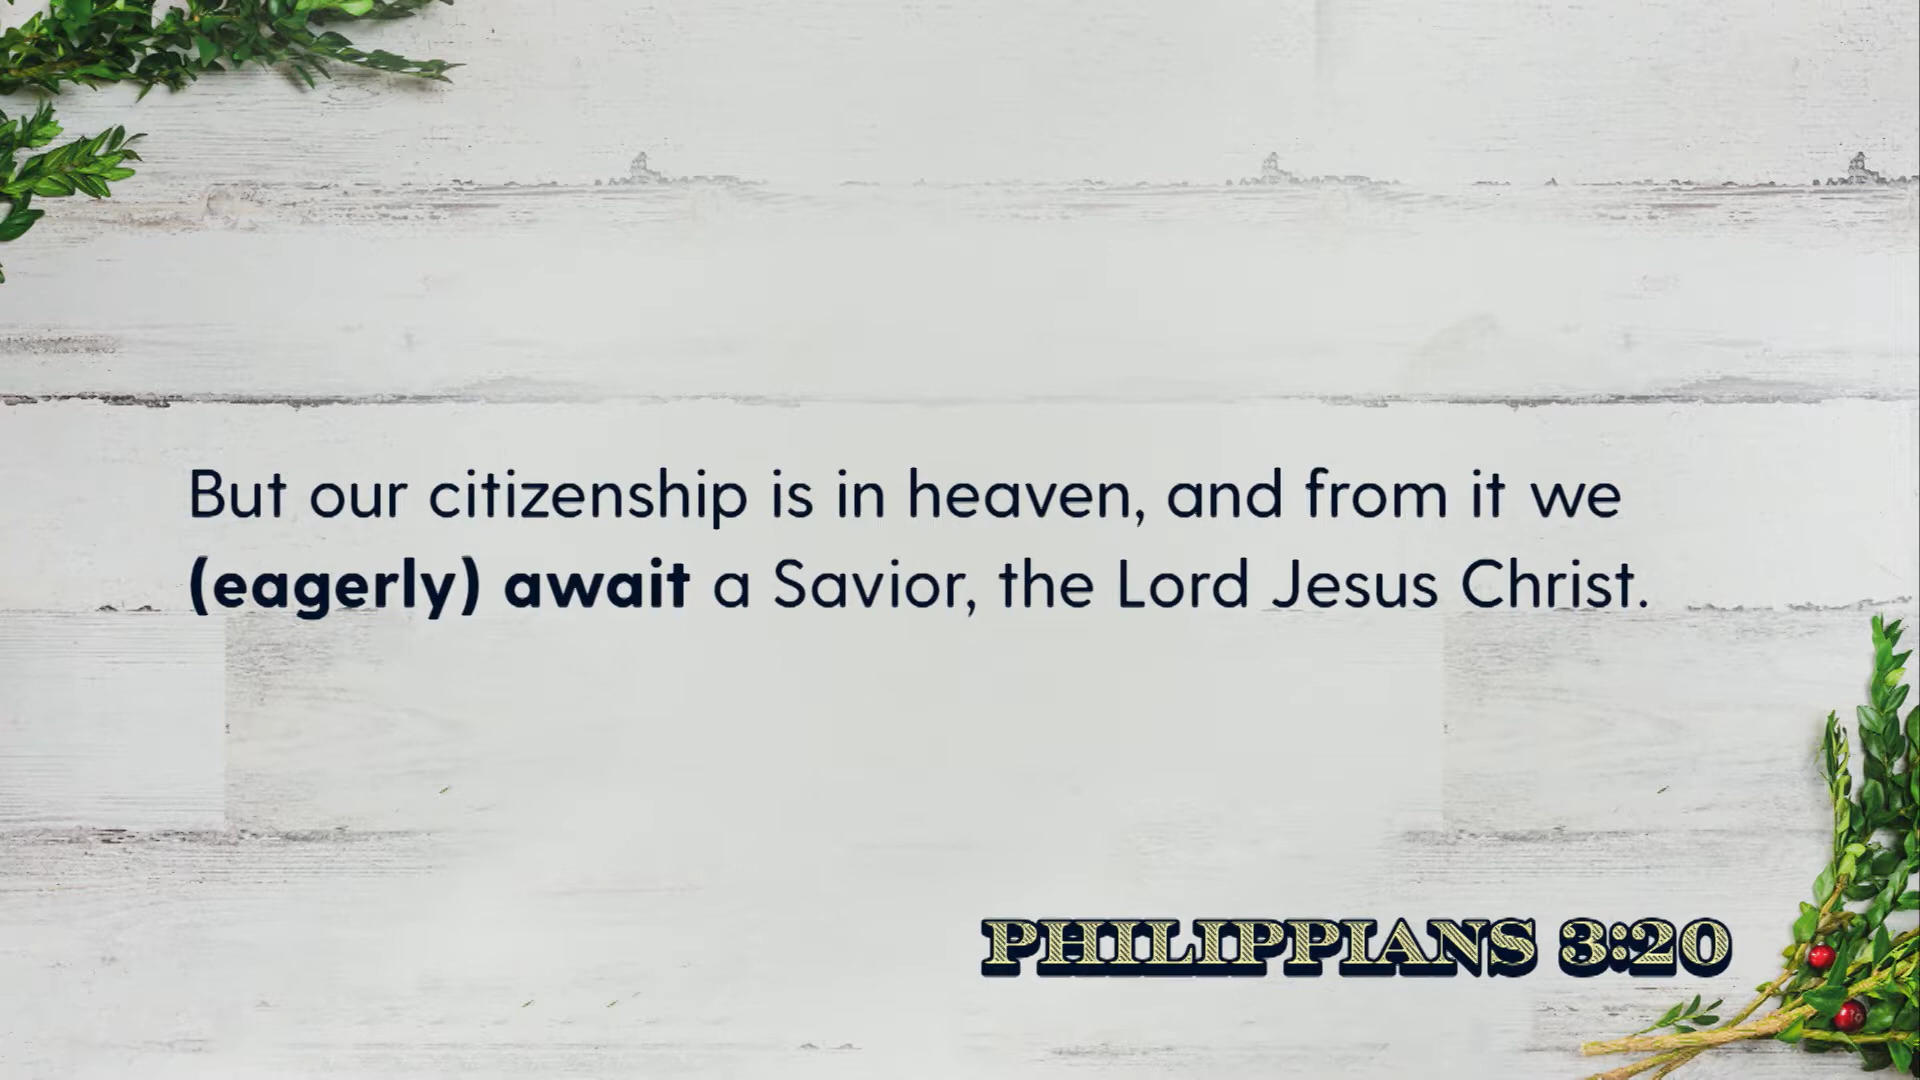 But our citizenship is in heaven, and from it we
(eagerly) await a Savior, the Lord Jesus Christ.
PHILIPPIANS 3:20